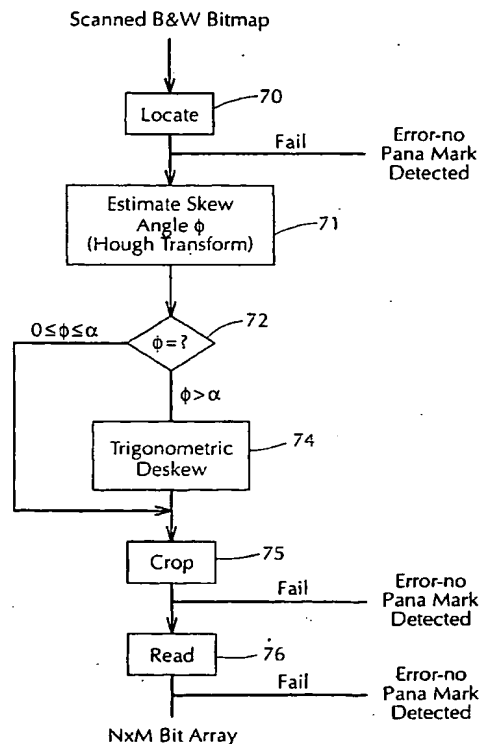 Scanned B&W Bitmap
70
Locate
Fail
Error-no
Pana Mark
Detected
Estimate Skew
Angle ϕ
(Hough Transform)
71
72
0≤ϕ≤α
ϕ=?
ϕ>α
Trigonometric
Deskew
74
Crop
75
Fail
Error-no
Pana Mark
Detected
Read
76
Fail
Error-no
Pana Mark
Detected
NxM Bit Array